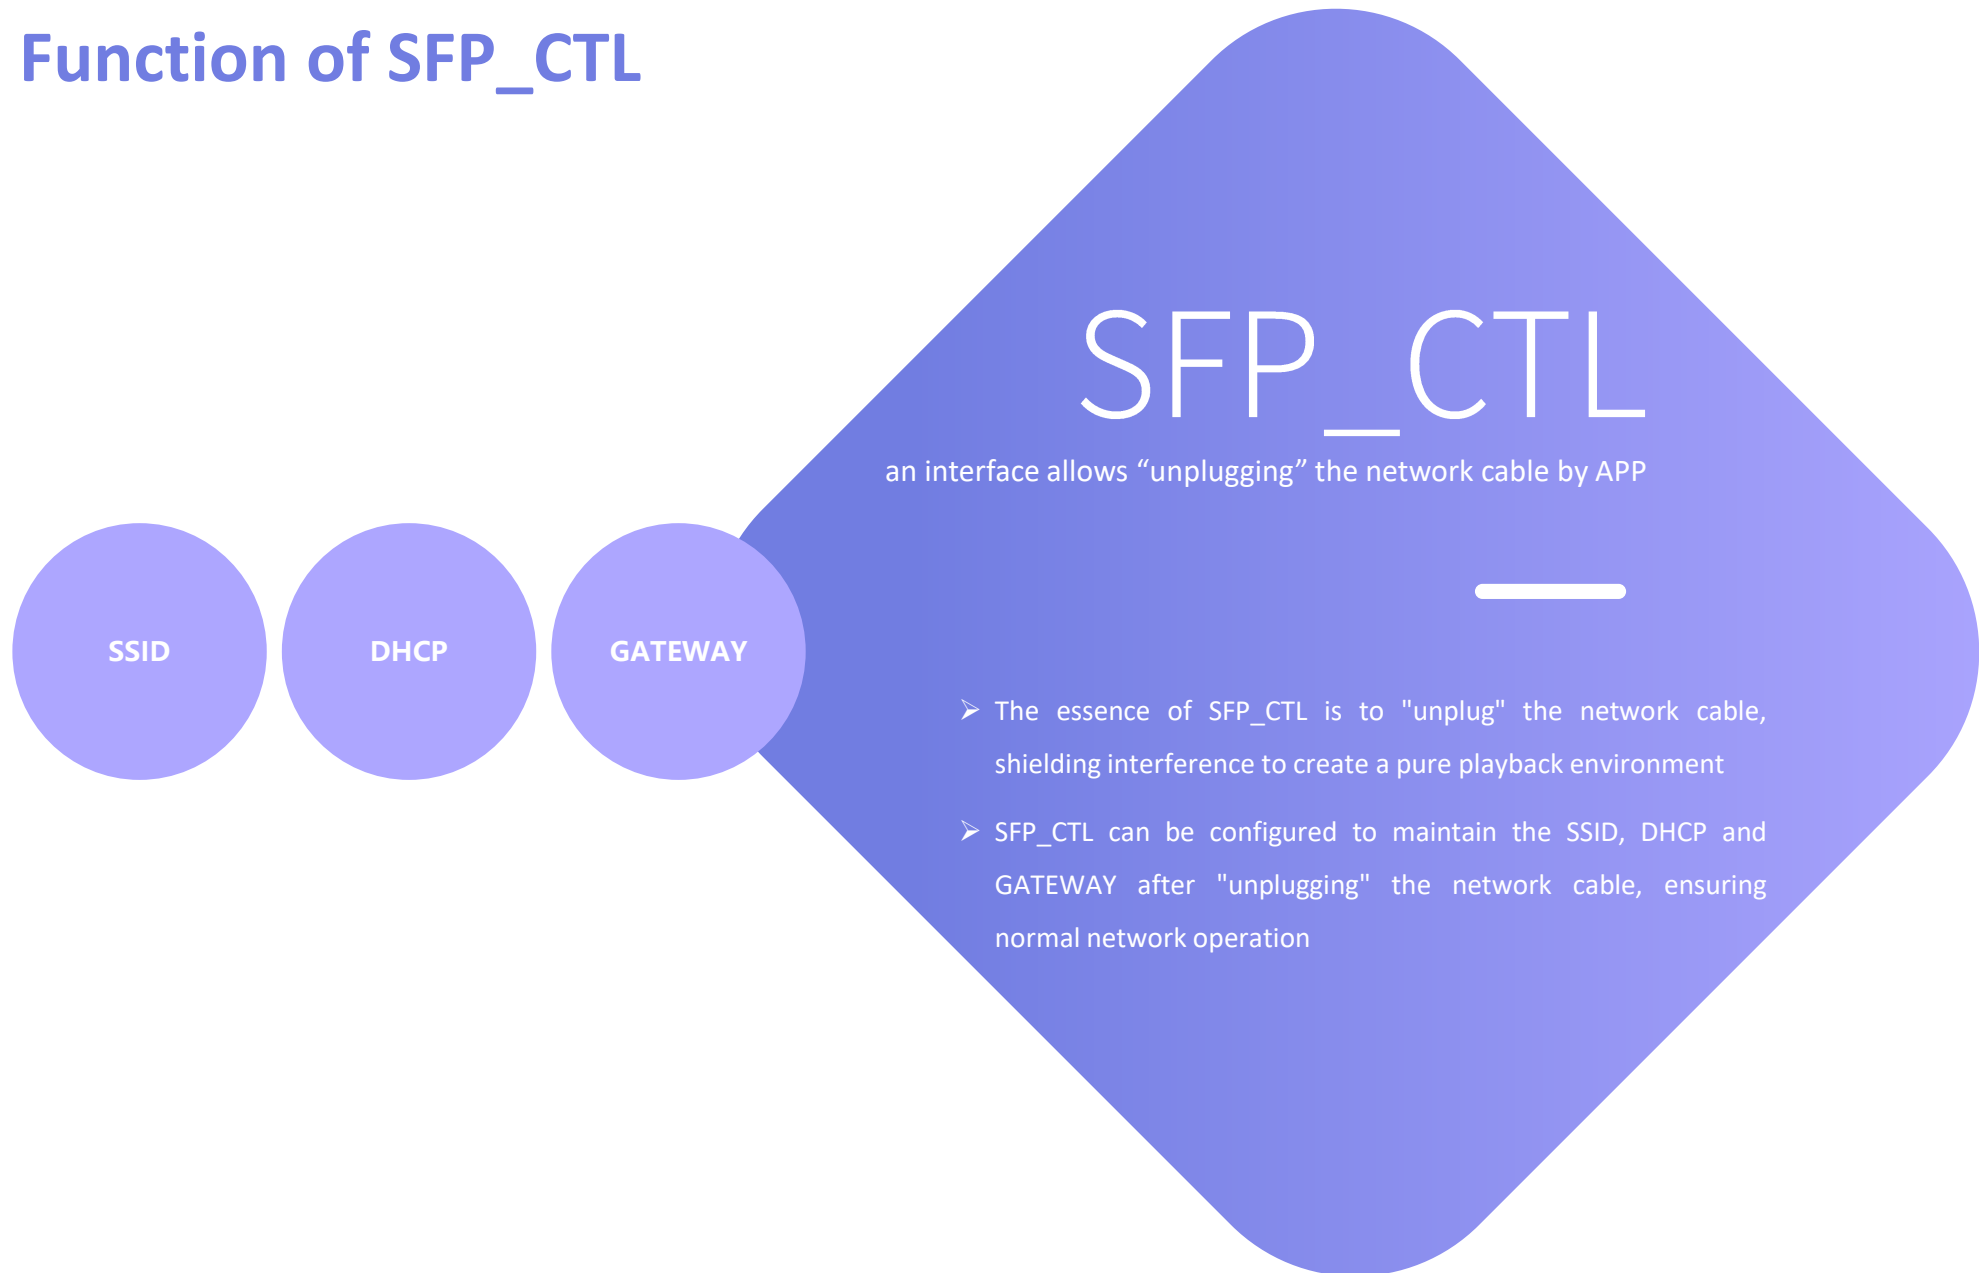 Function of SFP_CTL
SFP_CTL
an interface allows “unplugging” the network cable by APP
SSID
DHCP
GATEWAY
➢ The essence of SFP_CTL is to "unplug" the network cable,
shielding interference to create a pure playback environment
➢ SFP_CTL can be configured to maintain the SSID, DHCP and
GATEWAY after "unplugging" the network cable, ensuring
normal network operation